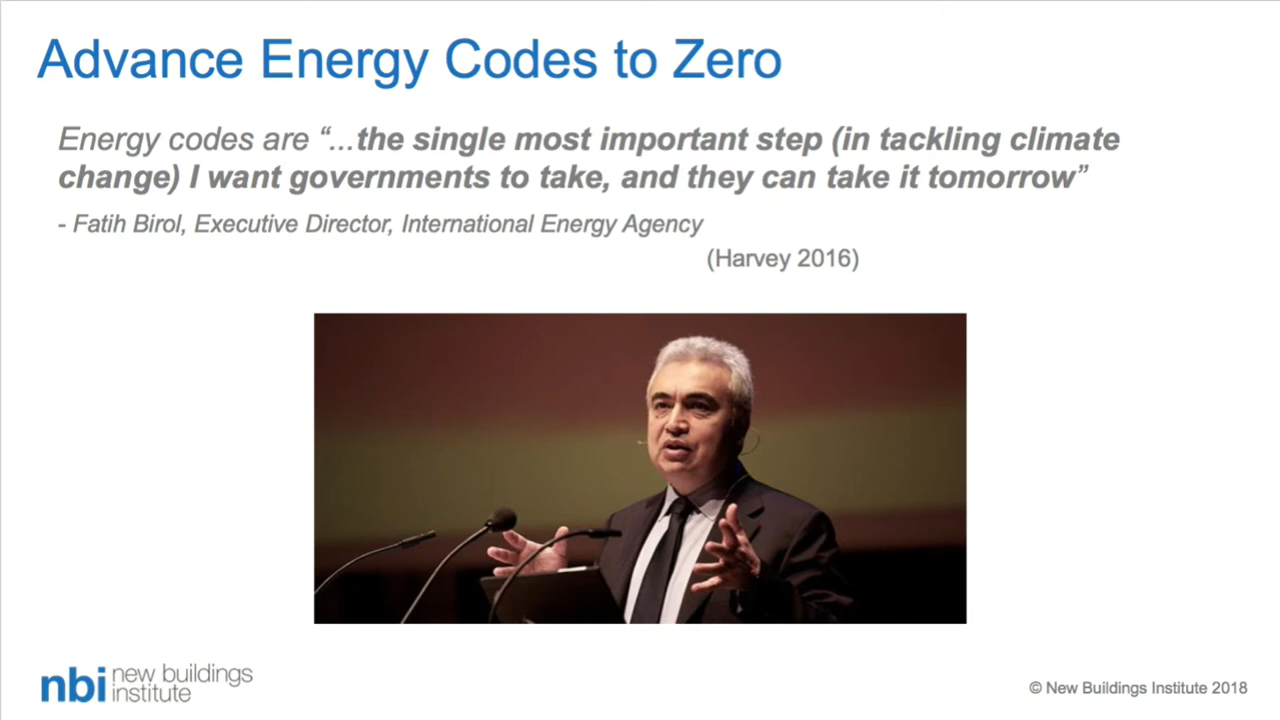 Advance Energy Codes to Zero
Energy codes are “...the single most important step (in tackling climate
change) I want governments to take, and they can take it tomorrow”
- Fatih Birol, Executive Director, International Energy Agency
(Harvey 2016)
nbi new buildings
institute
© New Buildings Institute 2018